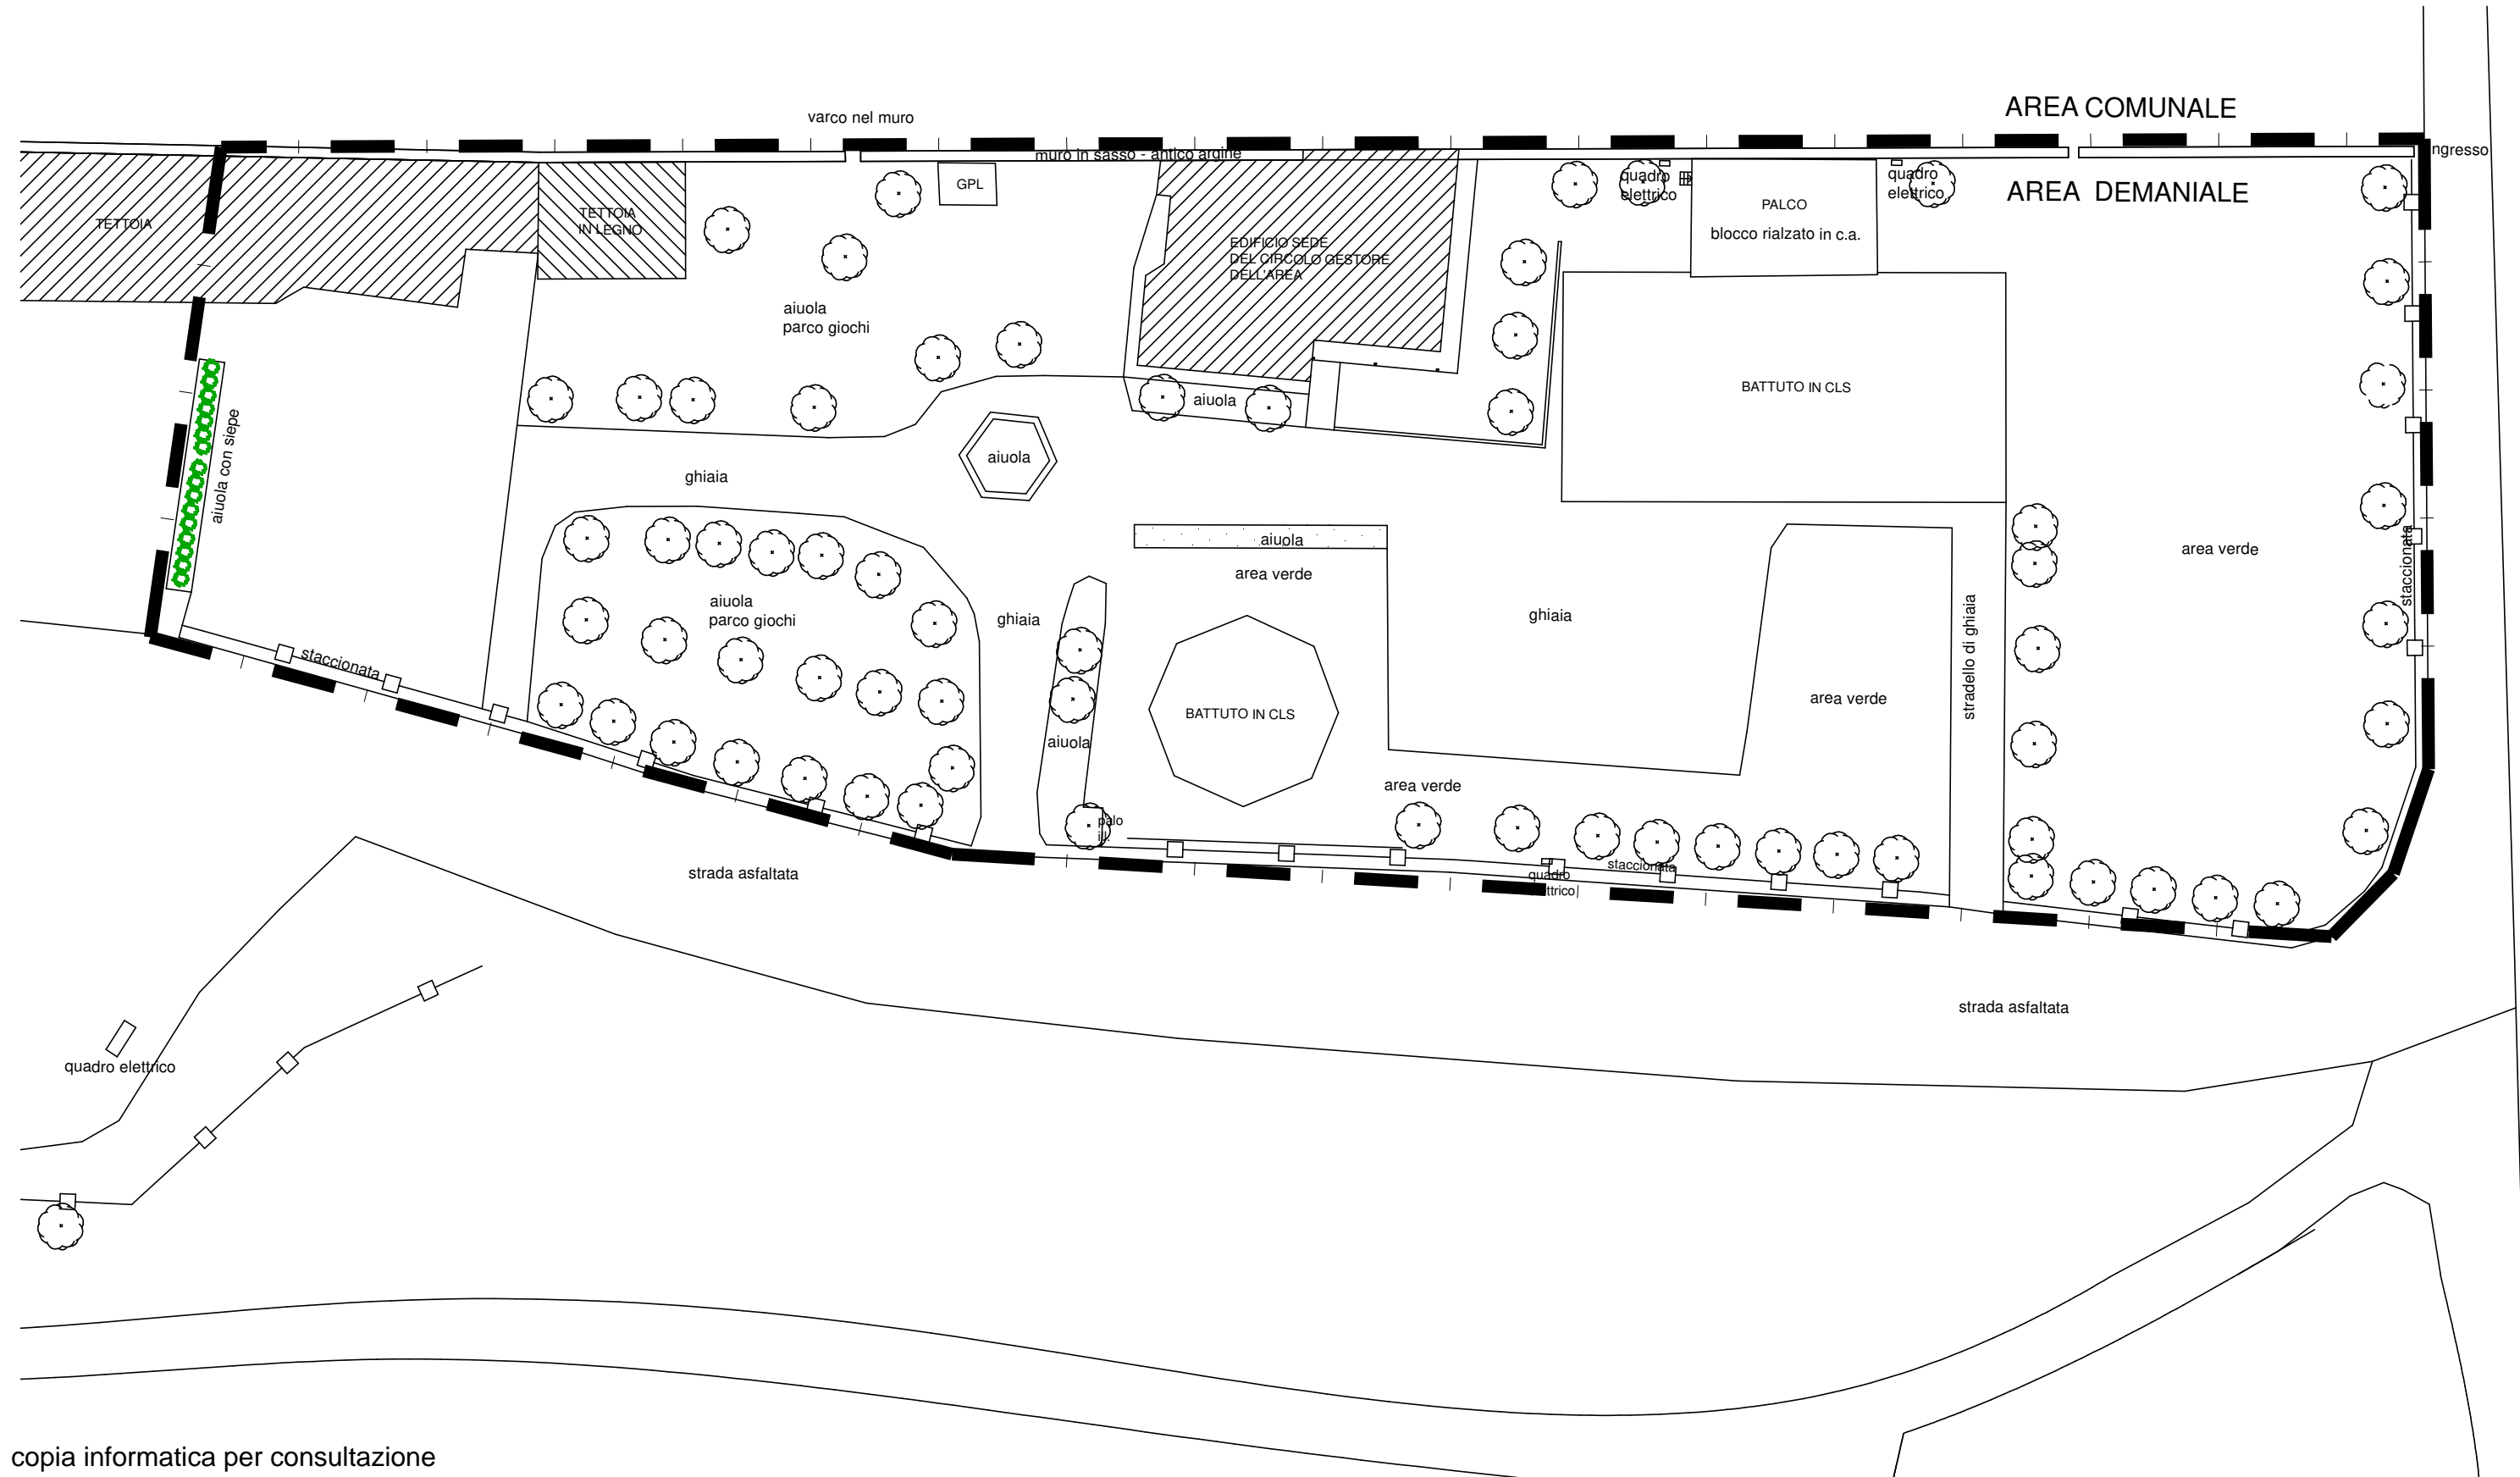 AREA COMUNALE
varco nel muro
muro in sasso - antico argine
ngresso
AREA DEMANIALE
GPL
quadro
elettrico
quadro
elettrico
PALCO
blocco rialzato in c.a.
TETTOIA
TETTOIA
IN LEGNO
EDIFICIO SEDE
DEL CIRCOLO GESTORE
DELL'AREA
aiuola
parco giochi
BATTUTO IN CLS
aiuola
aiuola con siepe
aiuola
ghiaia
aiuola
area verde
area verde
staccionata
aiuola
parco giochi
ghiaia
ghiaia
stradello di ghiaia
staccionata
area verde
BATTUTO IN CLS
aiuola
area verde
palo
ill.
staccionata
quadro
elettrico
strada asfaltata
strada asfaltata
quadro elettrico
copia informatica per consultazione